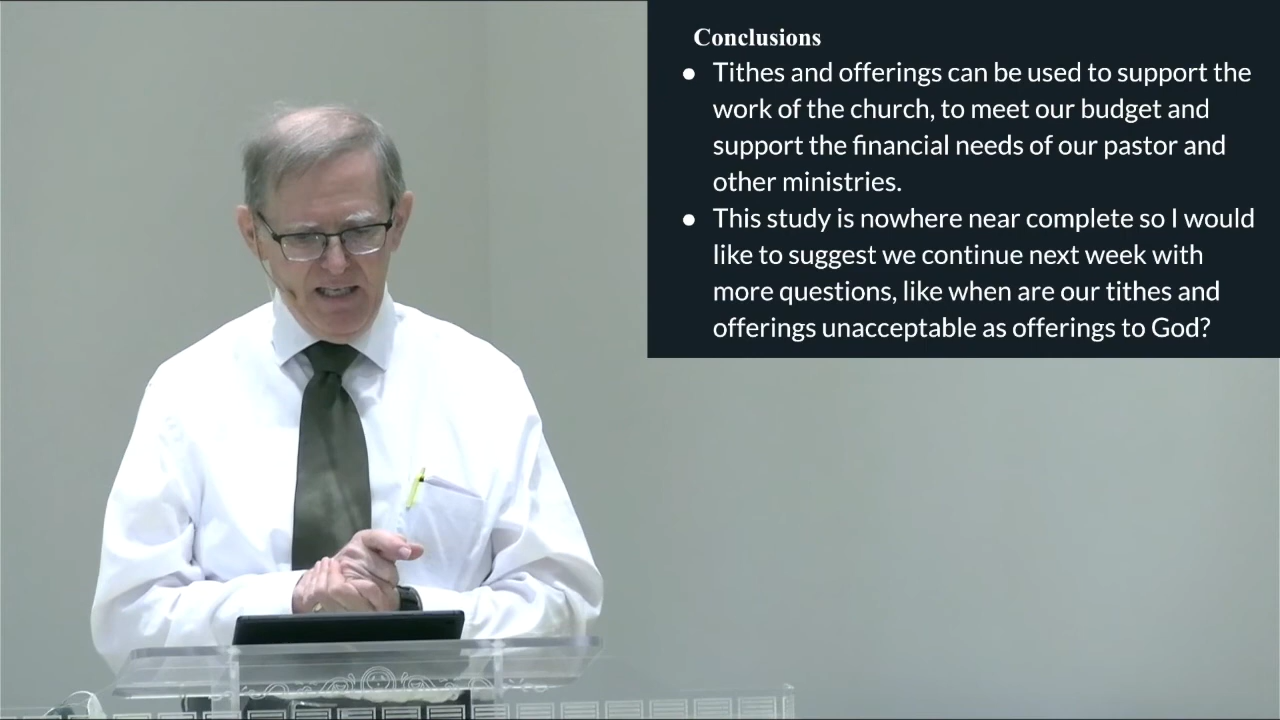 Conclusions
● Tithes and offerings can be used to support the
work of the church, to meet our budget and
support the financial needs of our pastor and
other ministries.
● This study is nowhere near complete so I would
like to suggest we continue next week with
more questions, like when are our tithes and
offerings unacceptable as offerings to God?